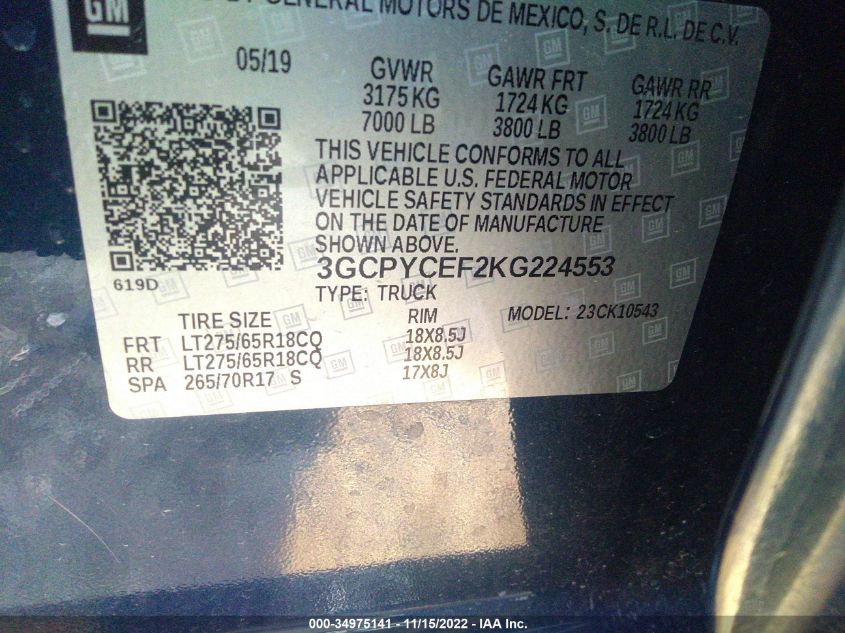 GM
GENERAL MOTORS DE MEXICO, S. DE R.L. DE C.V.
05/19
GVWR
3175 KG
7000 LB
GAWR FRT
1724 KG
3800 LB
GAWR RR
1724 KG
3800 LB
THIS VEHICLE CONFORMS TO ALL
APPLICABLE U.S. FEDERAL MOTOR
VEHICLE SAFETY STANDARDS IN EFFECT
ON THE DATE OF MANUFACTURE
SHOWN ABOVE.
619D
3GCPYCEF2KG224553
TYPE: TRUCK
MODEL: 23CK10543
TIRE SIZE RIM
FRT LT275/65R18CQ 18X8.5J
RR LT275/65R18CQ 18X8.5J
SPA 265/70R17 S 17X8J
000-34975141 - 11/15/2022 - IAA Inc.